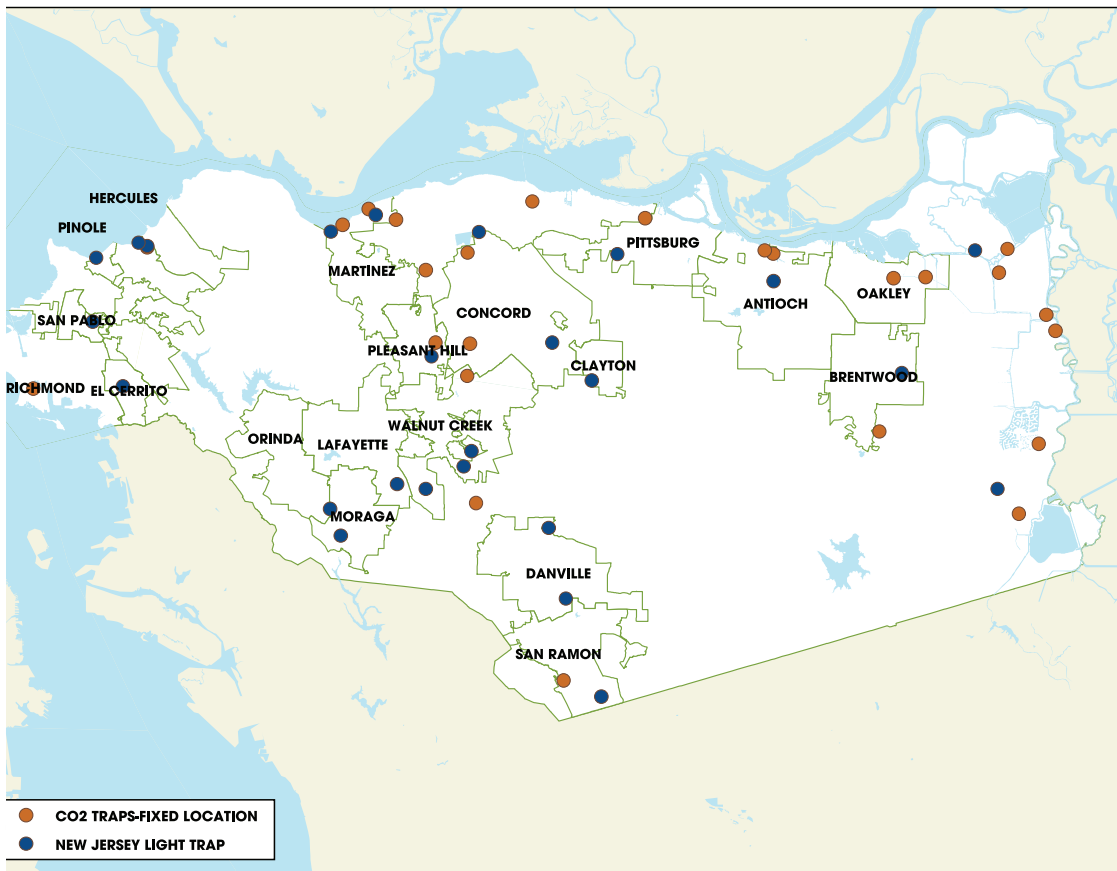 HERCULES
PINOLE
PITTSBURG
MARTINEZ
OAKLEY
ANTIOCH
SAN PABLO
CONCORD
PLEASANT HILL
CLAYTON
BRENTWOOD
RICHMOND
EL CERRITO
WALNUT CREEK
ORINDA
LAFAYETTE
MORAGA
DANVILLE
SAN RAMON
CO2 TRAPS-FIXED LOCATION
NEW JERSEY LIGHT TRAP